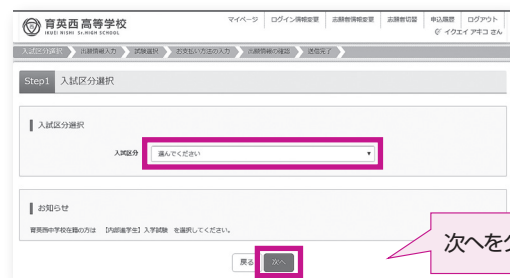 育英西高等学校
IKUEI NISHI Sr.HIGH SCHOOL
マイページ ログイン情報変更 志願者情報変更 志願者切替 申込履歴 ログアウト
イクエイ アキコ さん
入試区分選択 出願情報入力 試験選択 お支払い方法の入力 出願情報の確認 送信完了
Step1 入試区分選択
入試区分選択
入試区分 選んでください
お知らせ
育英西中学校在籍の方は 【内部進学生】入学試験 を選択してください。
戻る 次へ
次へを